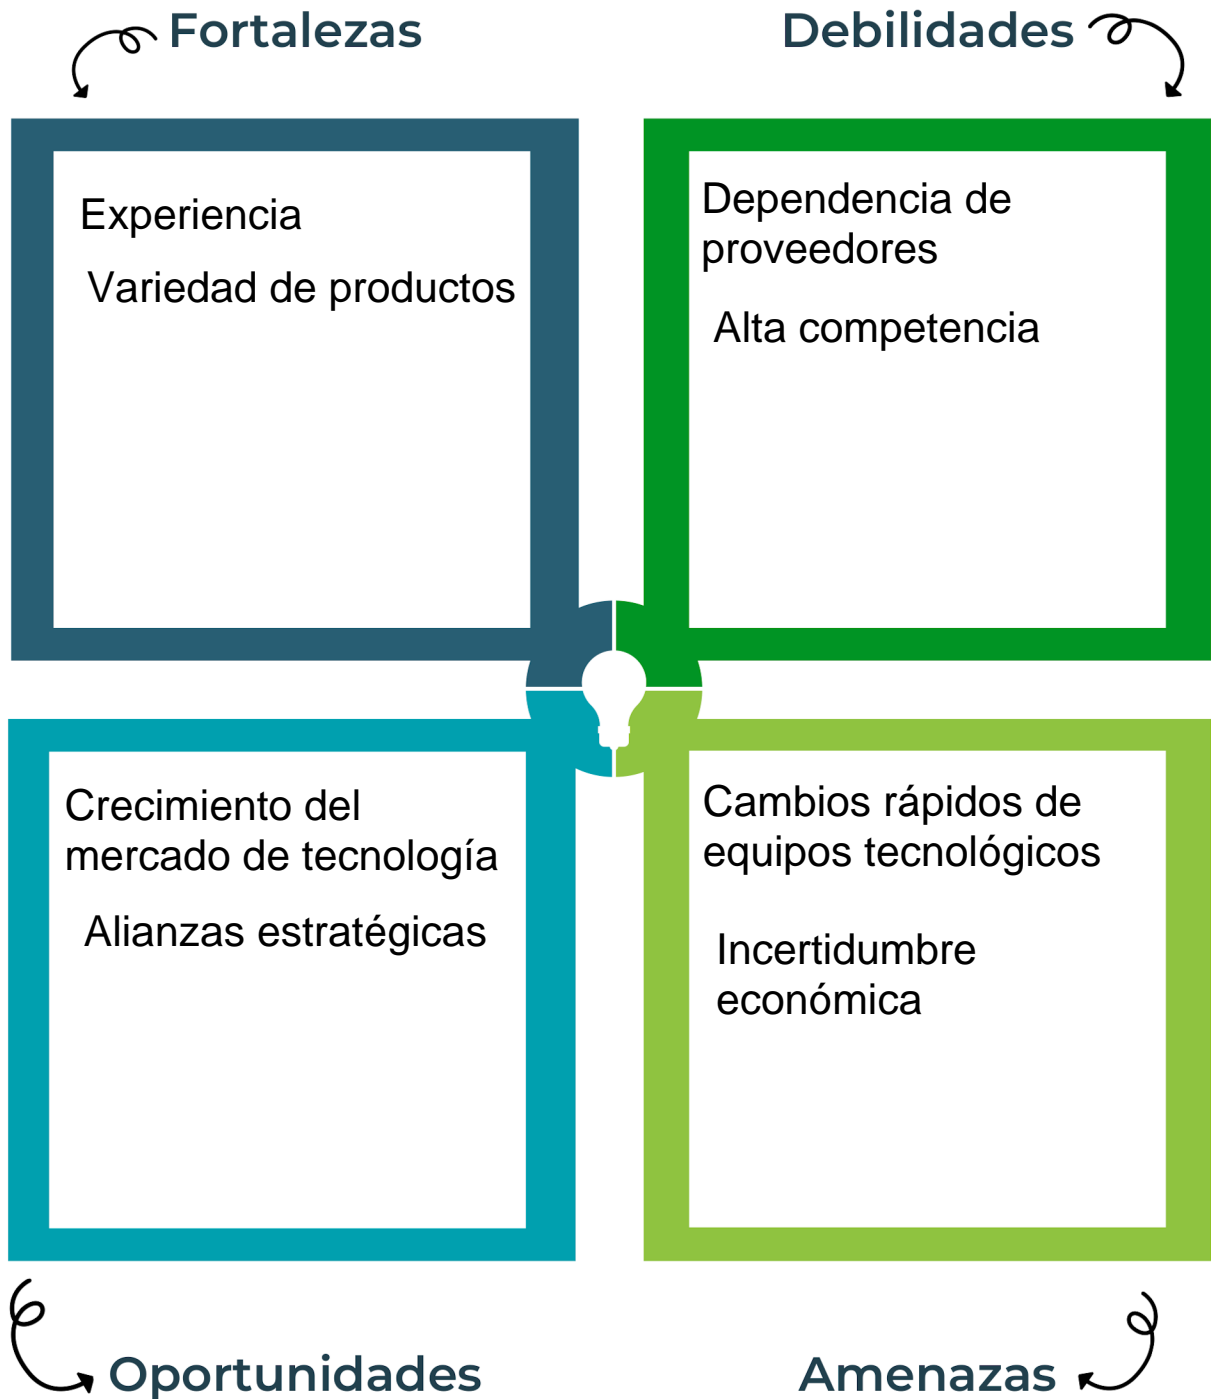 Fortalezas
Experiencia
Variedad de productos
Debilidades
Dependencia de
proveedores
Alta competencia
Crecimiento del
mercado de tecnología
Alianzas estratégicas
Oportunidades
Cambios rápidos de
equipos tecnológicos
Incertidumbre
económica
Amenazas